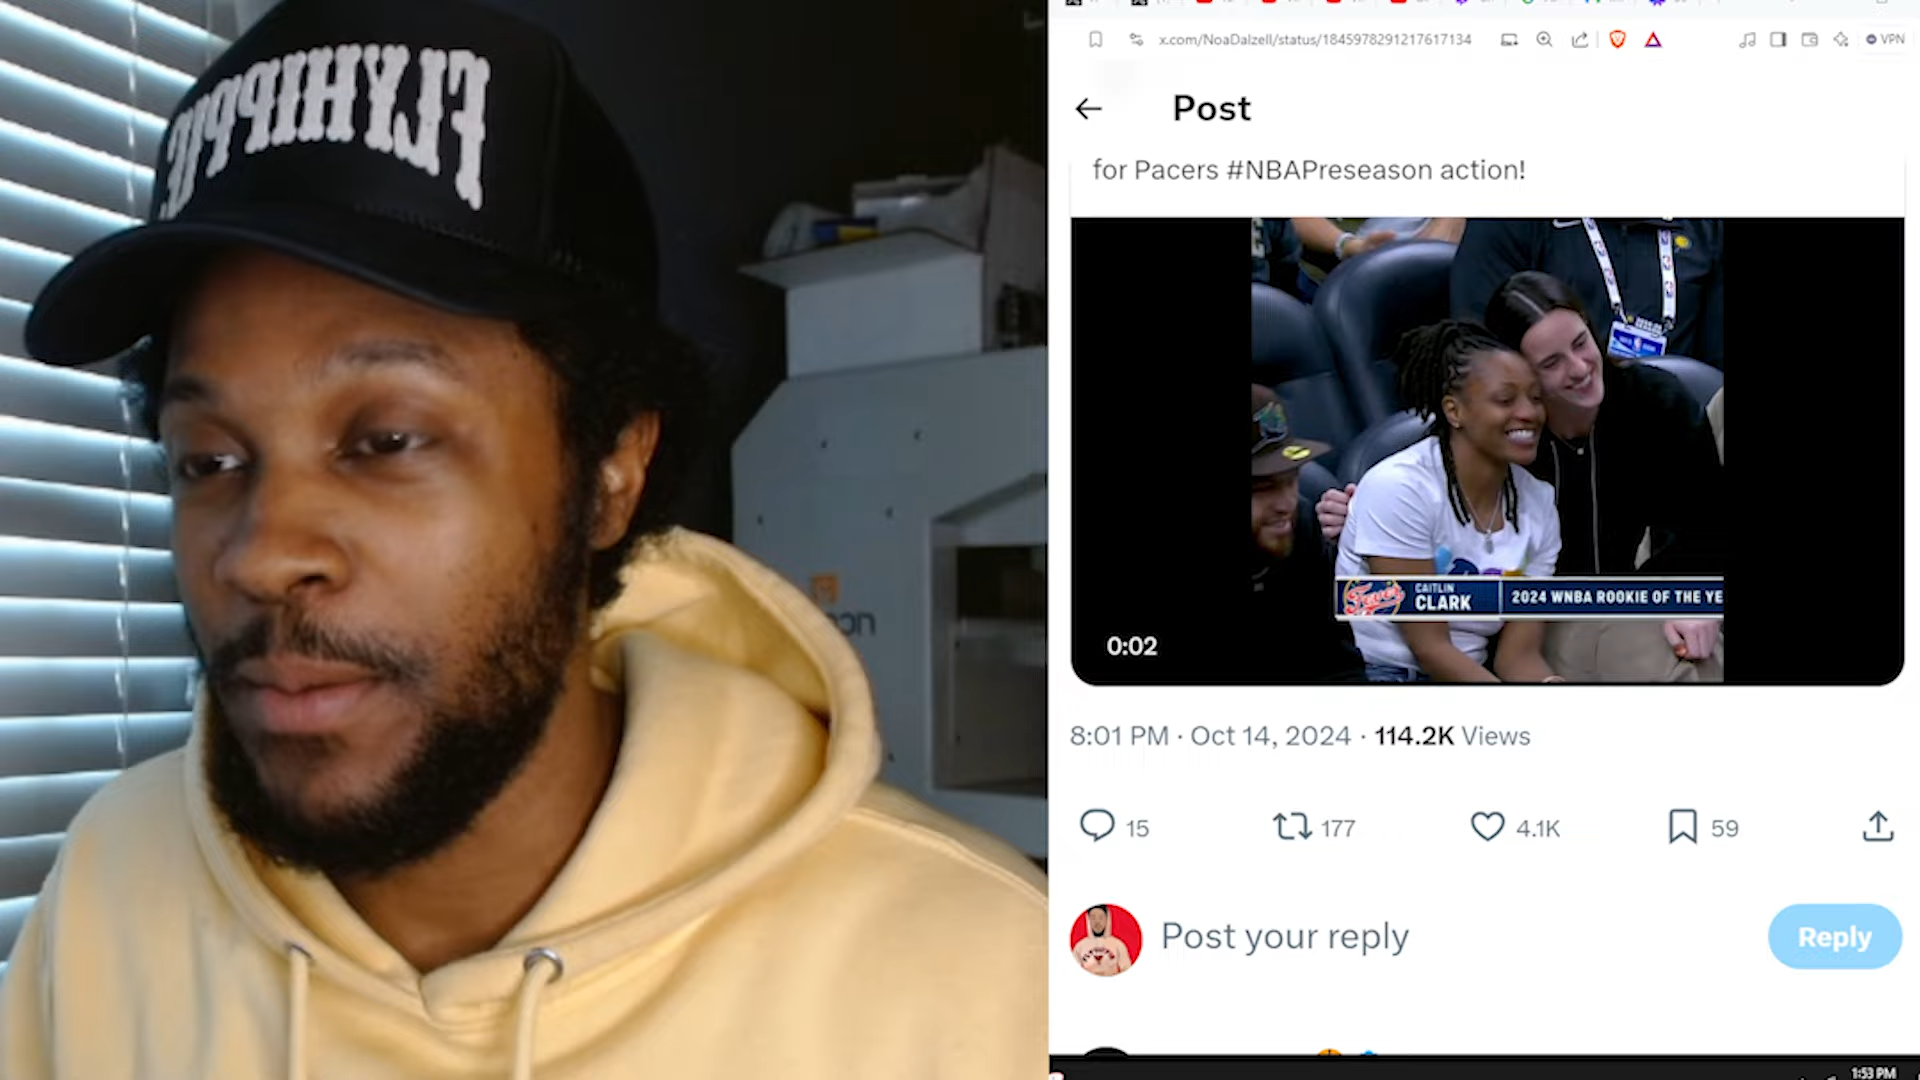 FLYHIPPIE
x.com/NoaDalzell/status/1845978291217617134
VPN
Post
for Pacers #NBAPreseason action!
Fever
CAITLIN
CLARK
2024 WNBA ROOKIE OF THE YE
0:02
8:01 PM · Oct 14, 2024 · 114.2K Views
15
177
4.1K
59
Post your reply
Reply
1:53 PM